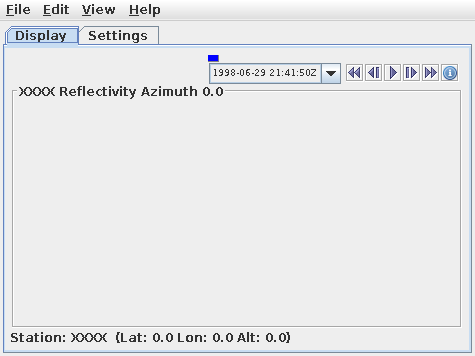 File Edit View Help
Display Settings
1998-06-29 21:41:50Z
XXXX Reflectivity Azimuth 0.0
Station: XXXX (Lat: 0.0 Lon: 0.0 Alt: 0.0)